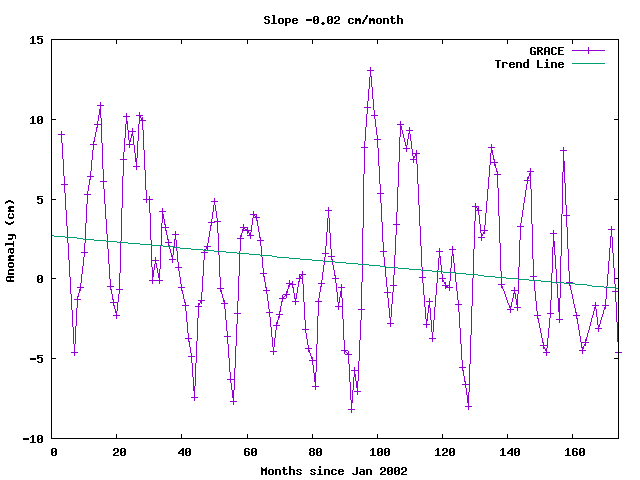 Slope -0.02 cm/month
GRACE
Trend Line
15
10
5
0
-5
-10
Anomaly (cm)
0 20 40 60 80 100 120 140 160
Months since Jan 2002